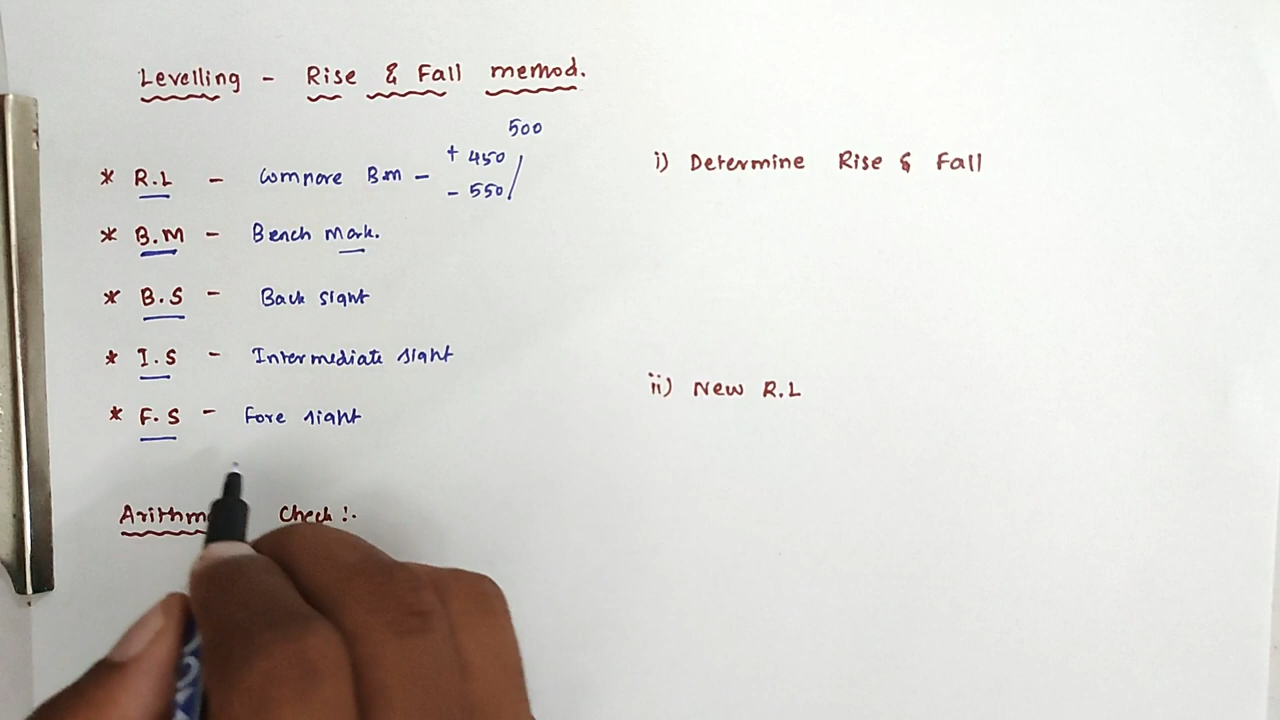 Levelling - Rise & Fall method.
* R.L - Compare B.m - + 450 / - 550 / 500
* B.M - Bench Mark.
* B.S - Back sight
* I.S - Intermediate sight
* F.S - Fore sight
Arithm Check :-
i) Determine Rise & Fall
ii) New R.L